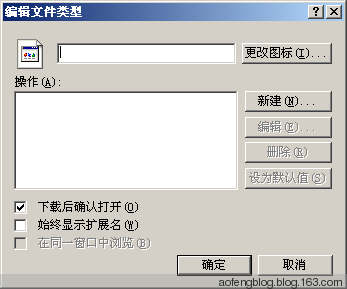 编辑文件类型
更改图标(I)...
操作(A):
新建(N)...
编辑(E)...
删除(R)
设为默认值(S)
下载后确认打开(O)
始终显示扩展名(W)
在同一窗口中浏览(B)
确定
取消
aofengblog.blog.163.com